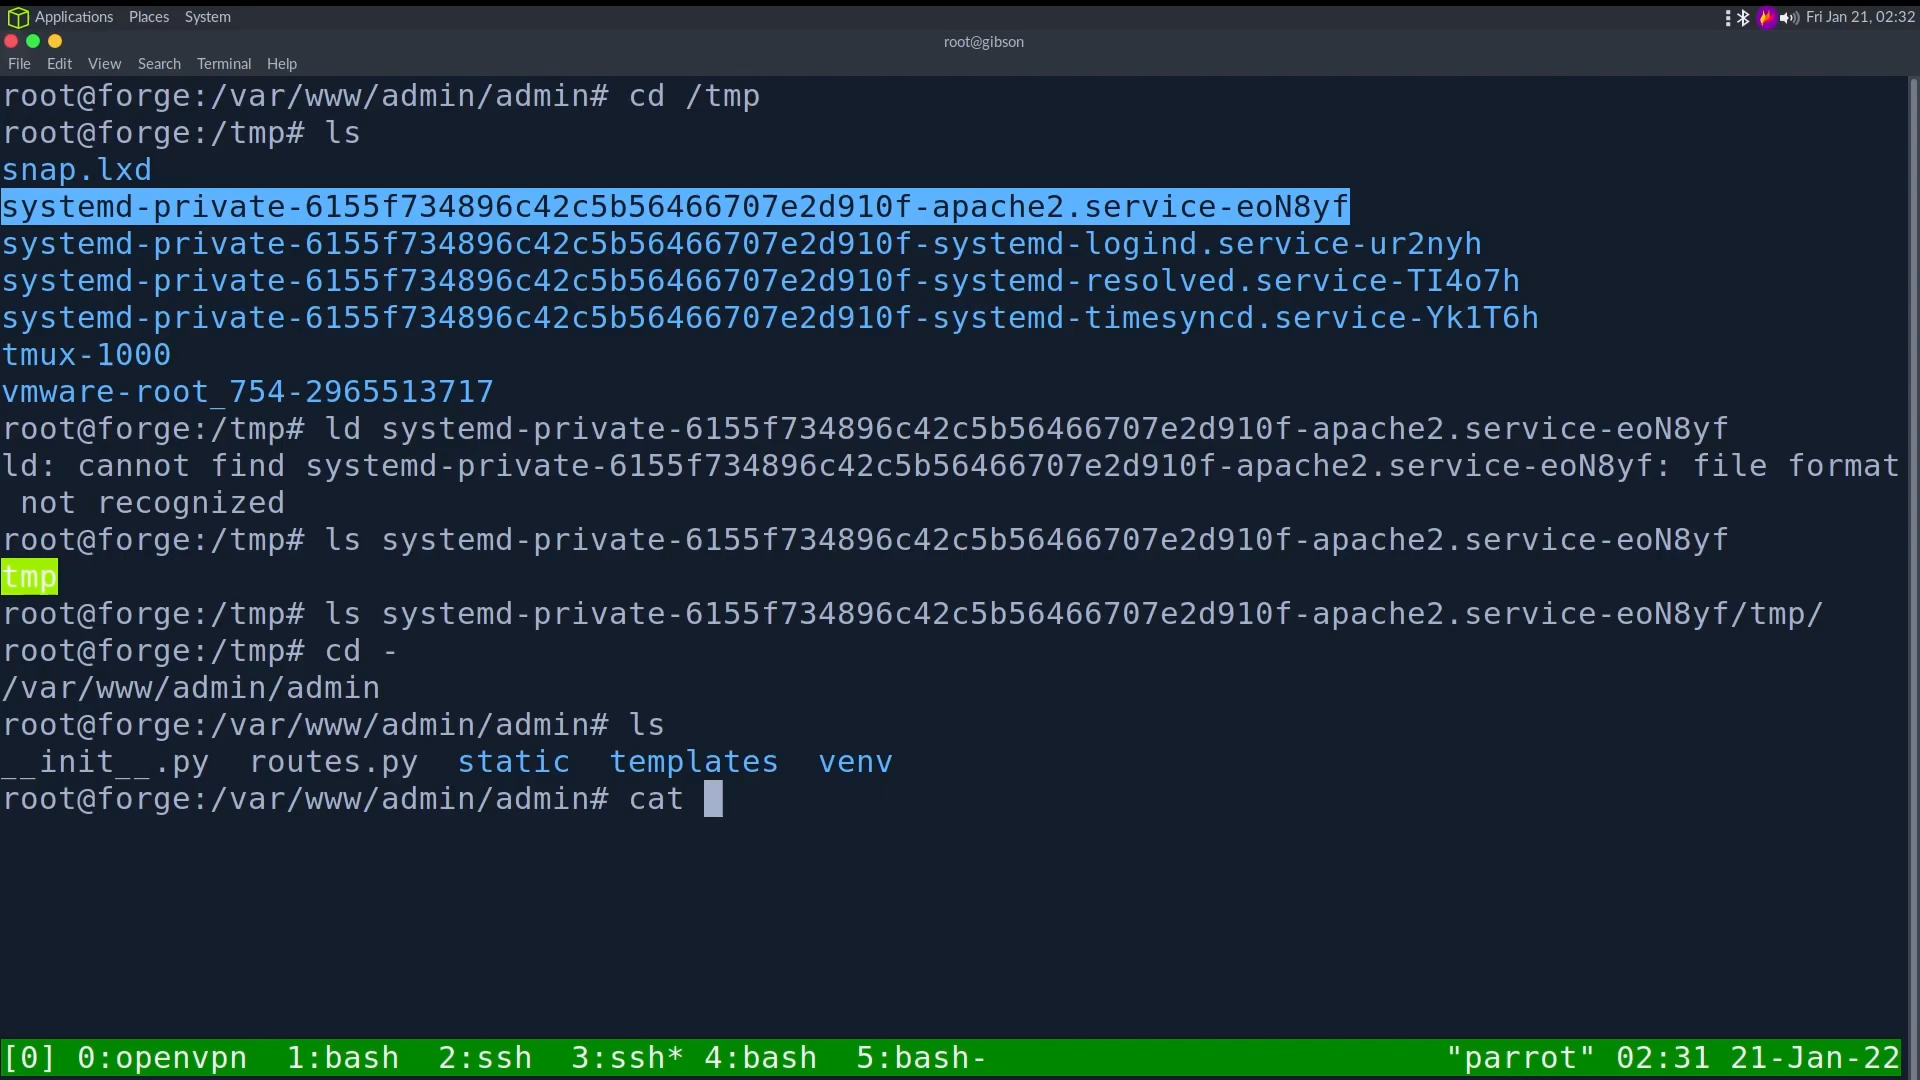 Applications Places System Fri Jan 21, 02:32
root@gibson
File Edit View Search Terminal Help
root@forge:/var/www/admin/admin# cd /tmp
root@forge:/tmp# ls
snap.lxd
systemd-private-6155f734896c42c5b56466707e2d910f-apache2.service-eoN8yf
systemd-private-6155f734896c42c5b56466707e2d910f-systemd-logind.service-ur2nyh
systemd-private-6155f734896c42c5b56466707e2d910f-systemd-resolved.service-TI4o7h
systemd-private-6155f734896c42c5b56466707e2d910f-systemd-timesyncd.service-Yk1T6h
tmux-1000
vmware-root_754-2965513717
root@forge:/tmp# ld systemd-private-6155f734896c42c5b56466707e2d910f-apache2.service-eoN8yf
ld: cannot find systemd-private-6155f734896c42c5b56466707e2d910f-apache2.service-eoN8yf: file format
not recognized
root@forge:/tmp# ls systemd-private-6155f734896c42c5b56466707e2d910f-apache2.service-eoN8yf
tmp
root@forge:/tmp# ls systemd-private-6155f734896c42c5b56466707e2d910f-apache2.service-eoN8yf/tmp/
root@forge:/tmp# cd -
/var/www/admin/admin
root@forge:/var/www/admin/admin# ls
__init__.py routes.py static templates venv
root@forge:/var/www/admin/admin# cat
[0] 0:openvpn 1:bash 2:ssh 3:ssh* 4:bash 5:bash- "parrot" 02:31 21-Jan-22